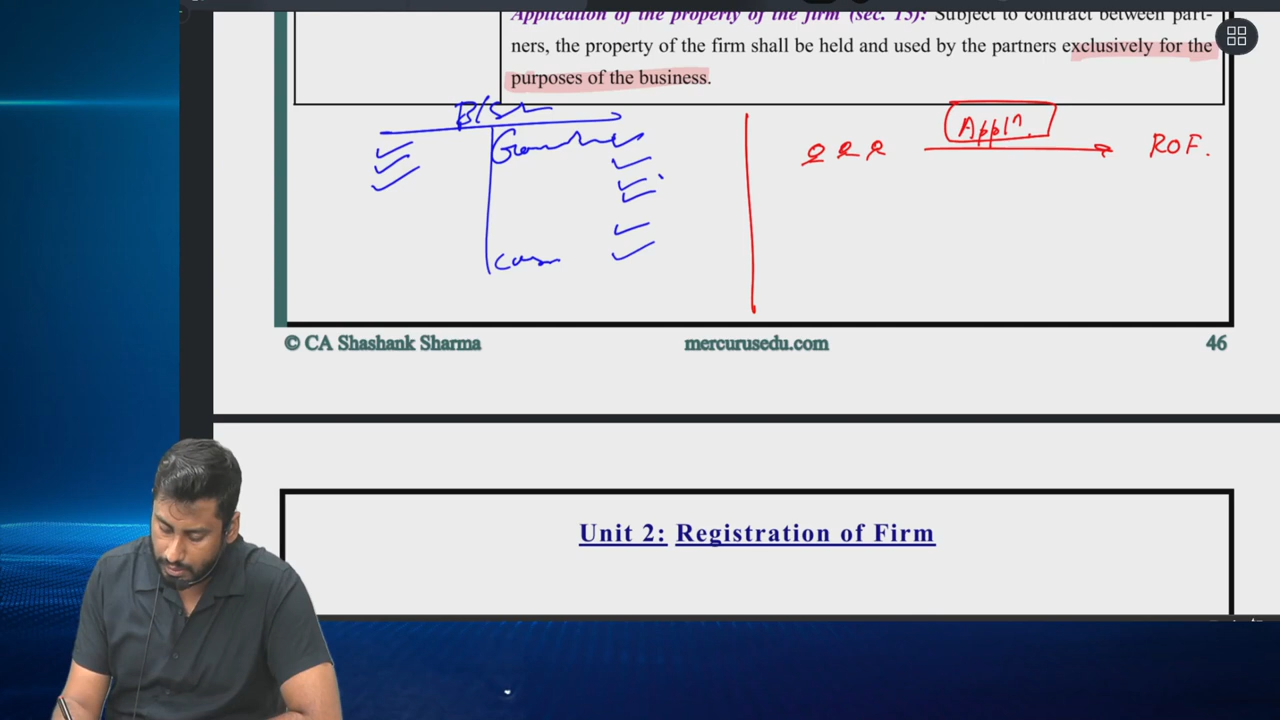 Application of the property of the firm (sec. 15): Subject to contract between part-
ners, the property of the firm shall be held and used by the partners exclusively for the
purposes of the business.
Appln.
ROF.
© CA Shashank Sharma
mercurusedu.com
46
Unit 2: Registration of Firm